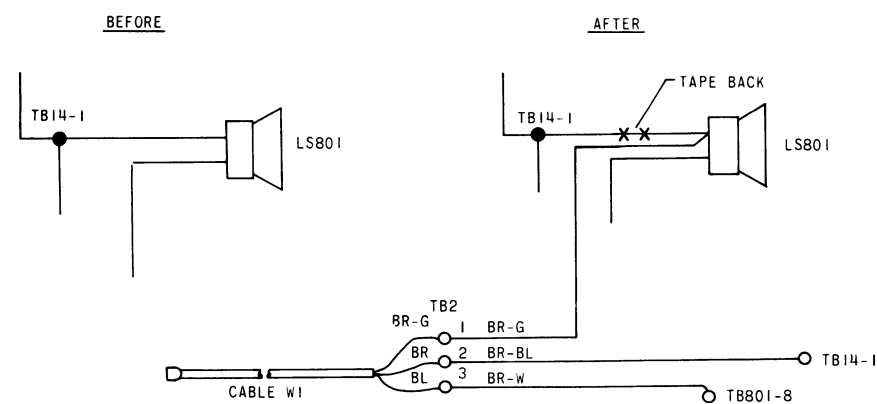 BEFORE
AFTER
TAPE BACK
TB14-1
TB14-1
LS801
LS801
TB2
BR-G 1 BR-G
BR 2 BR-BL
TB14-1
BL 3 BR-W
CABLE W1
TB801-8